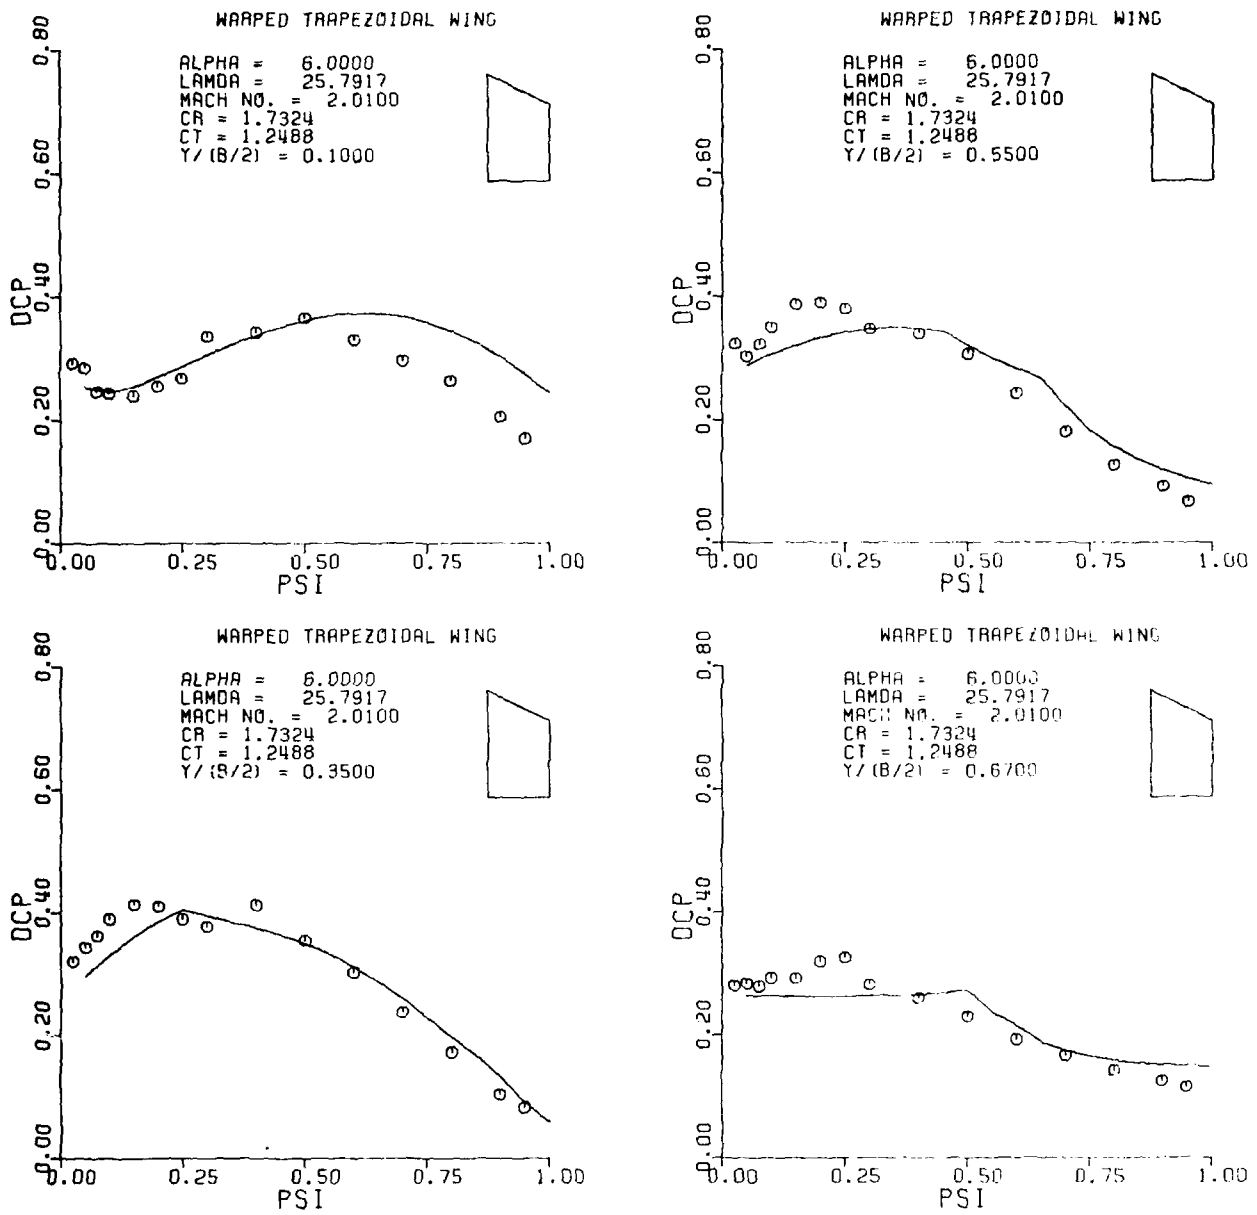 WARPED TRAPEZOIDAL WING
ALPHA = 6.0000
LAMDA = 25.7917
MACH NO. = 2.0100
CR = 1.7324
CT = 1.2488
Y/(B/2) = 0.1000
0.80
0.60
0.40
0.20
0.00
DCP
0.00 0.25 0.50 0.75 1.00
PSI
WARPED TRAPEZOIDAL WING
ALPHA = 6.0000
LAMDA = 25.7917
MACH NO. = 2.0100
CR = 1.7324
CT = 1.2488
Y/(B/2) = 0.5500
0.80
0.60
0.40
0.20
0.00
DCP
0.00 0.25 0.50 0.75 1.00
PSI
WARPED TRAPEZOIDAL WING
ALPHA = 6.0000
LAMDA = 25.7917
MACH NO. = 2.0100
CR = 1.7324
CT = 1.2488
Y/(B/2) = 0.3500
0.80
0.60
0.40
0.20
0.00
DCP
0.00 0.25 0.50 0.75 1.00
PSI
WARPED TRAPEZOIDAL WING
ALPHA = 6.0000
LAMDA = 25.7917
MACH NO. = 2.0100
CR = 1.7324
CT = 1.2488
Y/(B/2) = 0.6700
0.80
0.60
0.40
0.20
0.00
DCP
0.00 0.25 0.50 0.75 1.00
PSI